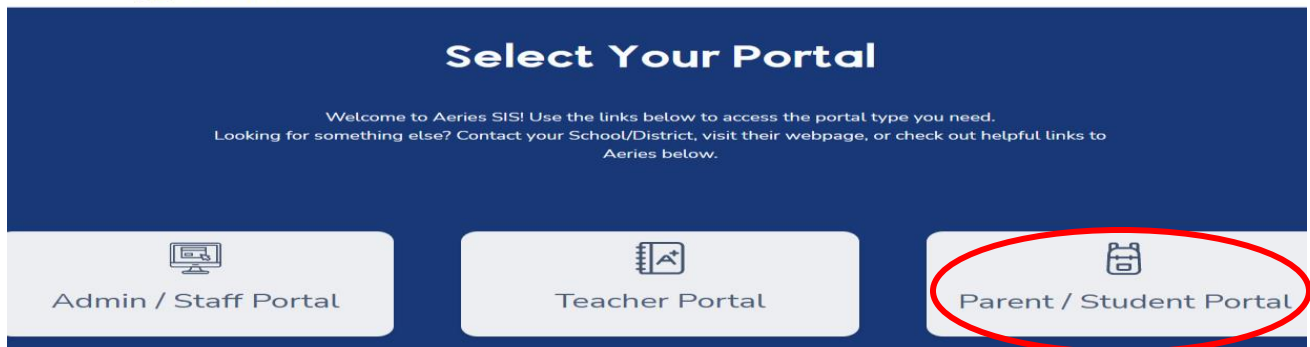 Select Your Portal
Welcome to Aeries SIS! Use the links below to access the portal type you need.
Looking for something else? Contact your School/District, visit their webpage, or check out helpful links to
Aeries below.
A+
Admin / Staff Portal
Teacher Portal
Parent / Student Portal